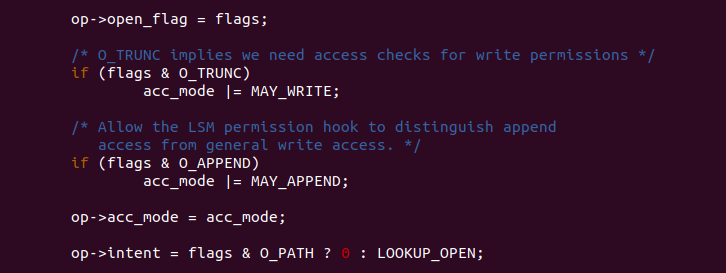 op->open_flag = flags;
/* O_TRUNC implies we need access checks for write permissions */
if (flags & O_TRUNC)
acc_mode |= MAY_WRITE;
/* Allow the LSM permission hook to distinguish append
access from general write access. */
if (flags & O_APPEND)
acc_mode |= MAY_APPEND;
op->acc_mode = acc_mode;
op->intent = flags & O_PATH ? 0 : LOOKUP_OPEN;